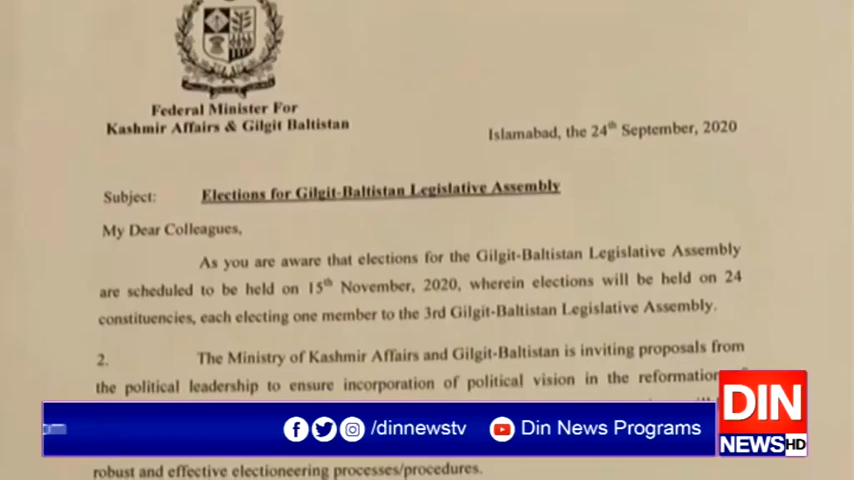 Federal Minister For
Kashmir Affairs & Gilgit Baltistan
Islamabad, the 24th September, 2020
Subject: Elections for Gilgit-Baltistan Legislative Assembly
My Dear Colleagues,
As you are aware that elections for the Gilgit-Baltistan Legislative Assembly
are scheduled to be held on 15th November, 2020, wherein elections will be held on 24
constituencies, each electing one member to the 3rd Gilgit-Baltistan Legislative Assembly.
2. The Ministry of Kashmir Affairs and Gilgit-Baltistan is inviting proposals from
the political leadership to ensure incorporation of political vision in the reformation
robust and effective electioneering processes/procedures.
/dinnewstv Din News Programs
DIN
NEWS HD